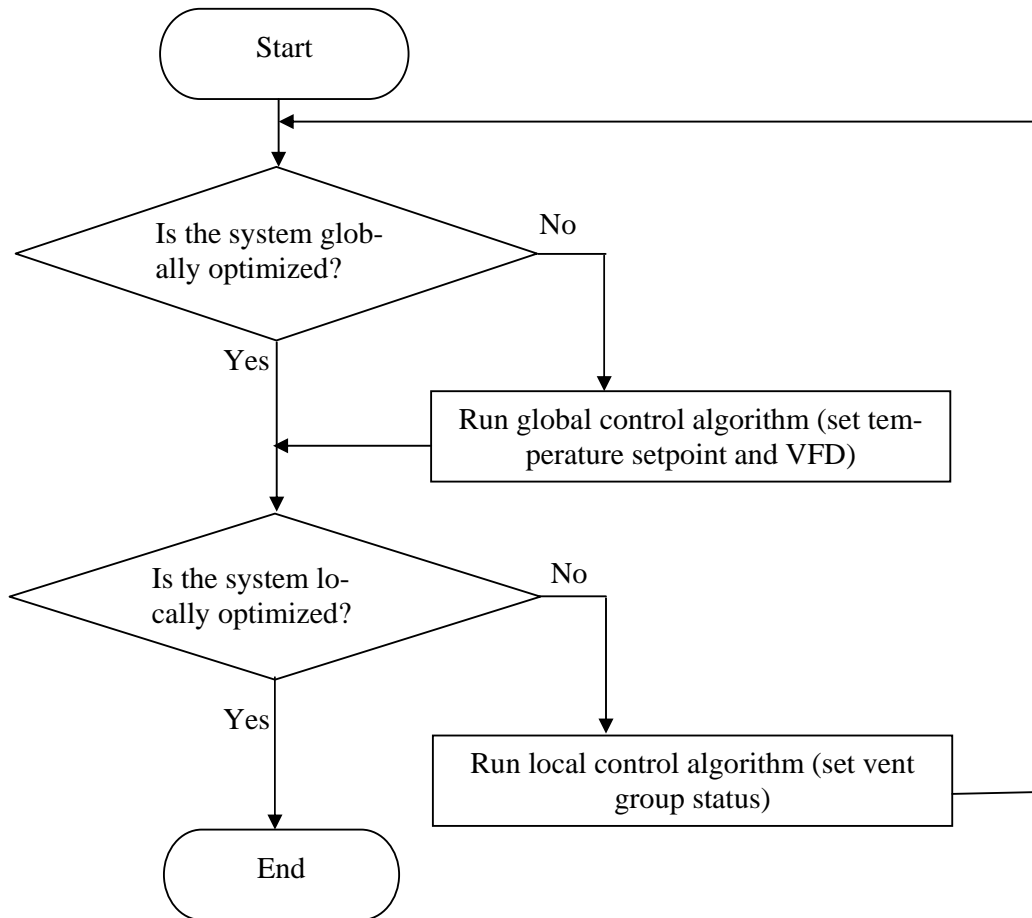 Start
Is the system glob-
ally optimized?
No
Yes
Run global control algorithm (set tem-
perature setpoint and VFD)
Is the system lo-
cally optimized?
No
Yes
Run local control algorithm (set vent
group status)
End